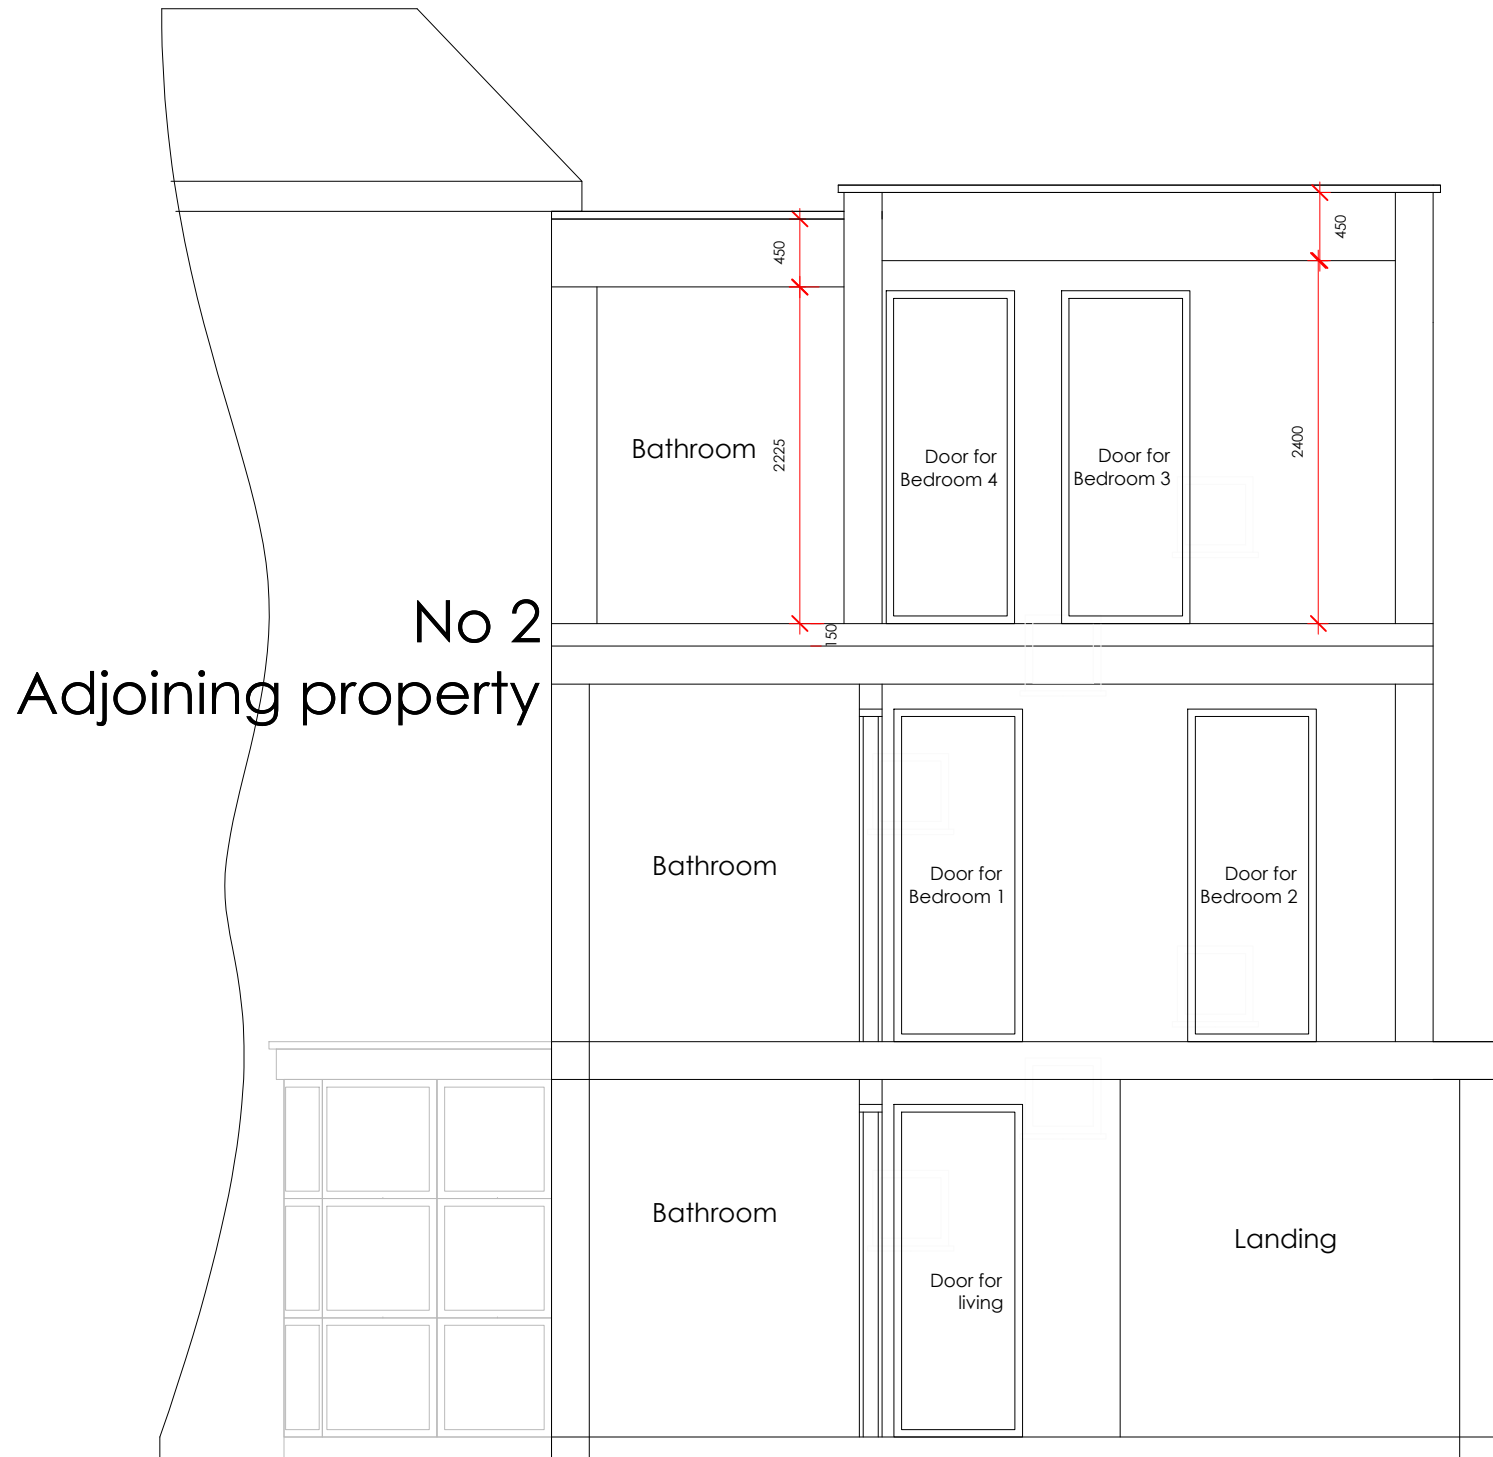 450
450
Bathroom
2225
Door for
Bedroom 4
Door for
Bedroom 3
2400
No 2
Adjoining property
150
Bathroom
Door for
Bedroom 1
Door for
Bedroom 2
Bathroom
Door for
living
Landing